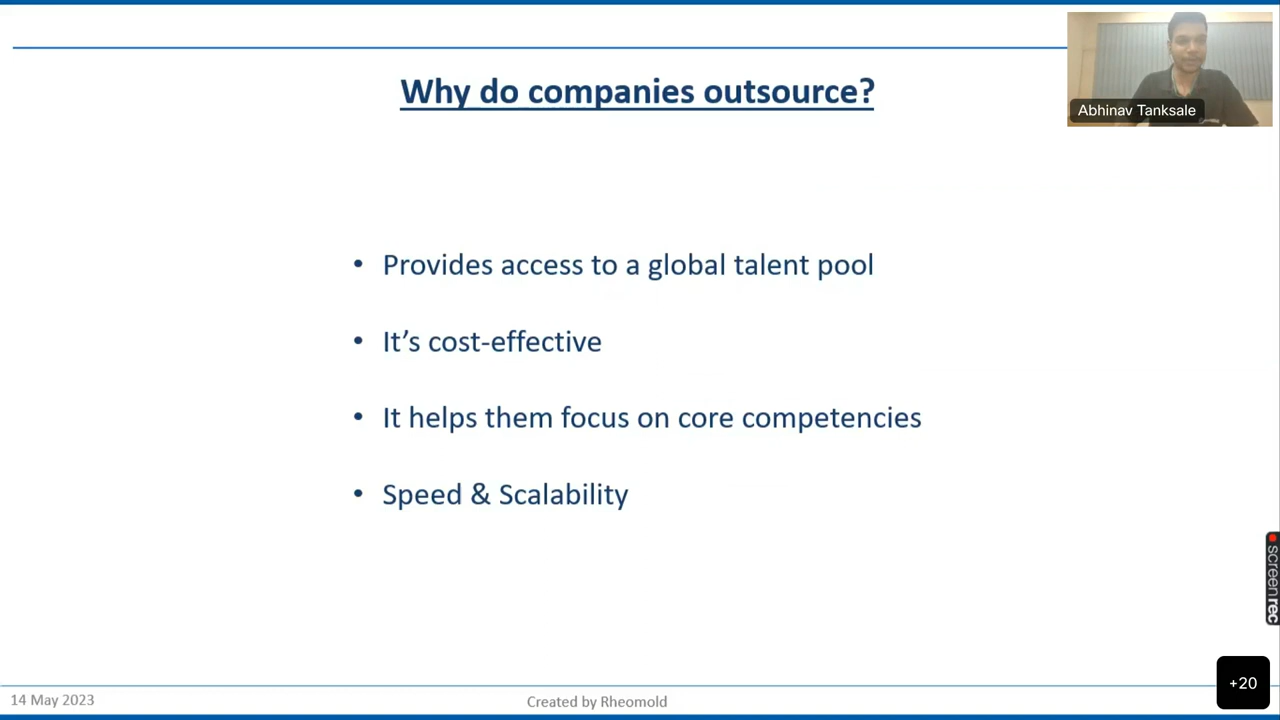 Why do companies outsource?
Abhinav Tanksale
• Provides access to a global talent pool
• It’s cost-effective
• It helps them focus on core competencies
• Speed & Scalability
screenrec
14 May 2023
Created by Rheomold
+20